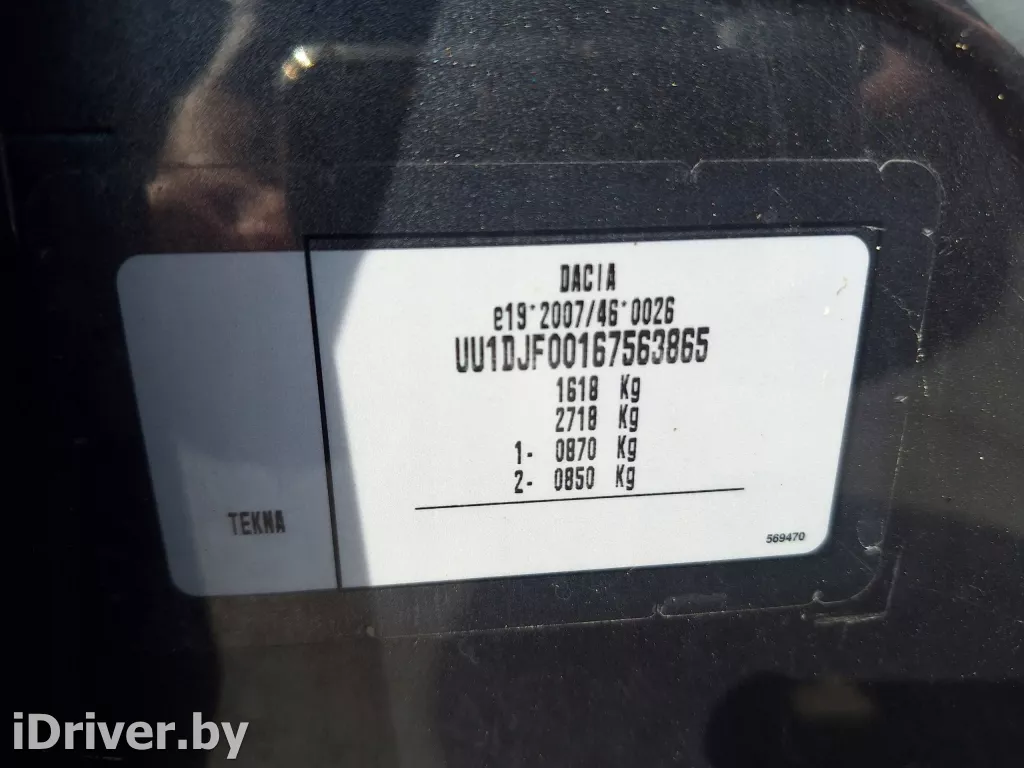 DACIA
e19*2007/46*0026
UU1DJF00167563865
1618 Kg
2718 Kg
1- 0870 Kg
2- 0850 Kg
TEKNA
569470
iDriver.by